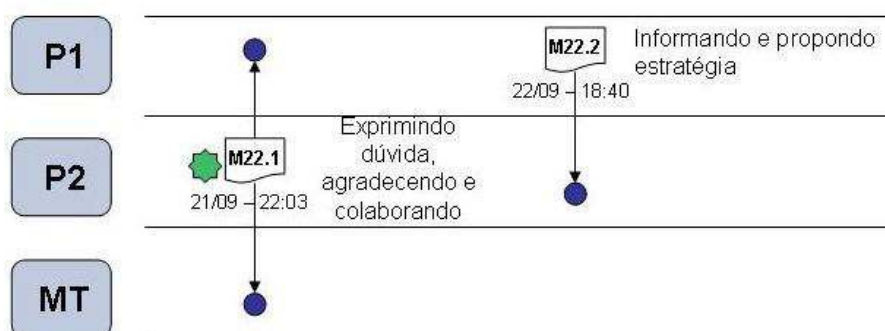 P1
M22.2
Informando e propondo
estratégia
22/09 – 18:40
P2
M22.1
21/09 – 22:03
Exprimindo
dúvida,
agradecendo e
colaborando
MT